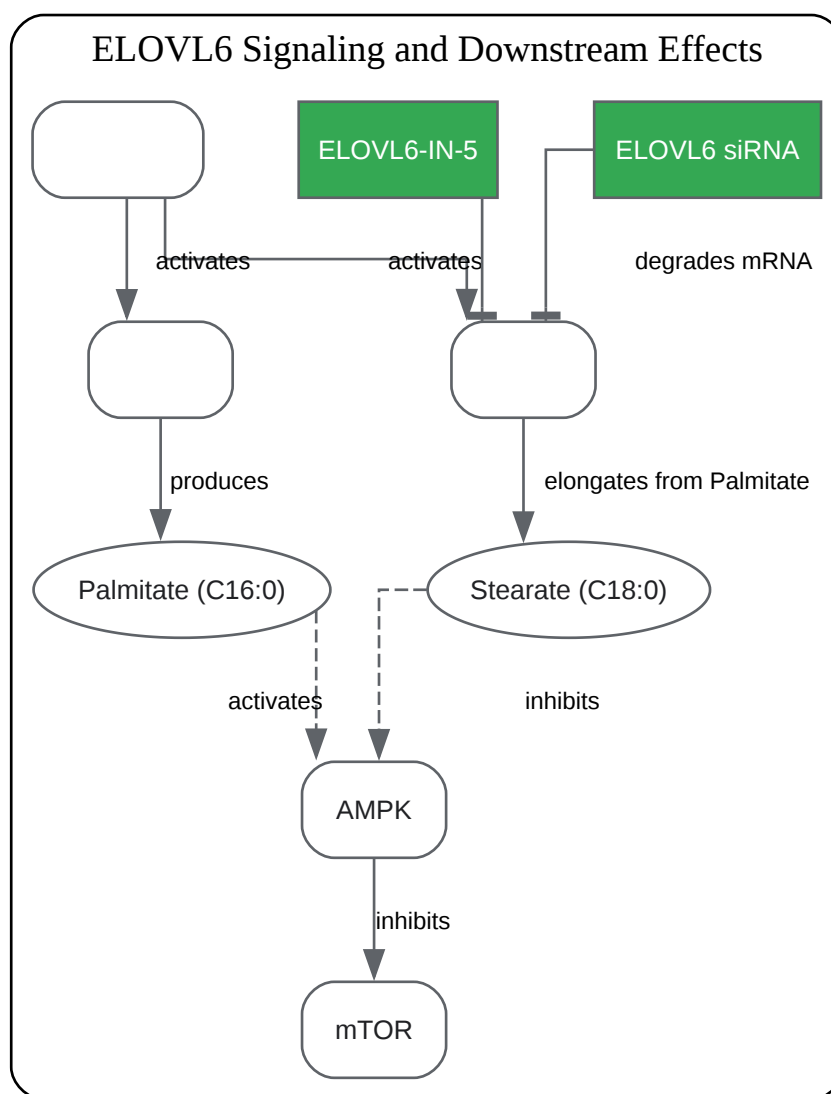 ELOVL6 Signaling and Downstream Effects
ELOVL6-IN-5
ELOVL6 siRNA
activates
activates
degrades mRNA
produces
elongates from Palmitate
Palmitate (C16:0)
Stearate (C18:0)
activates
inhibits
AMPK
inhibits
mTOR